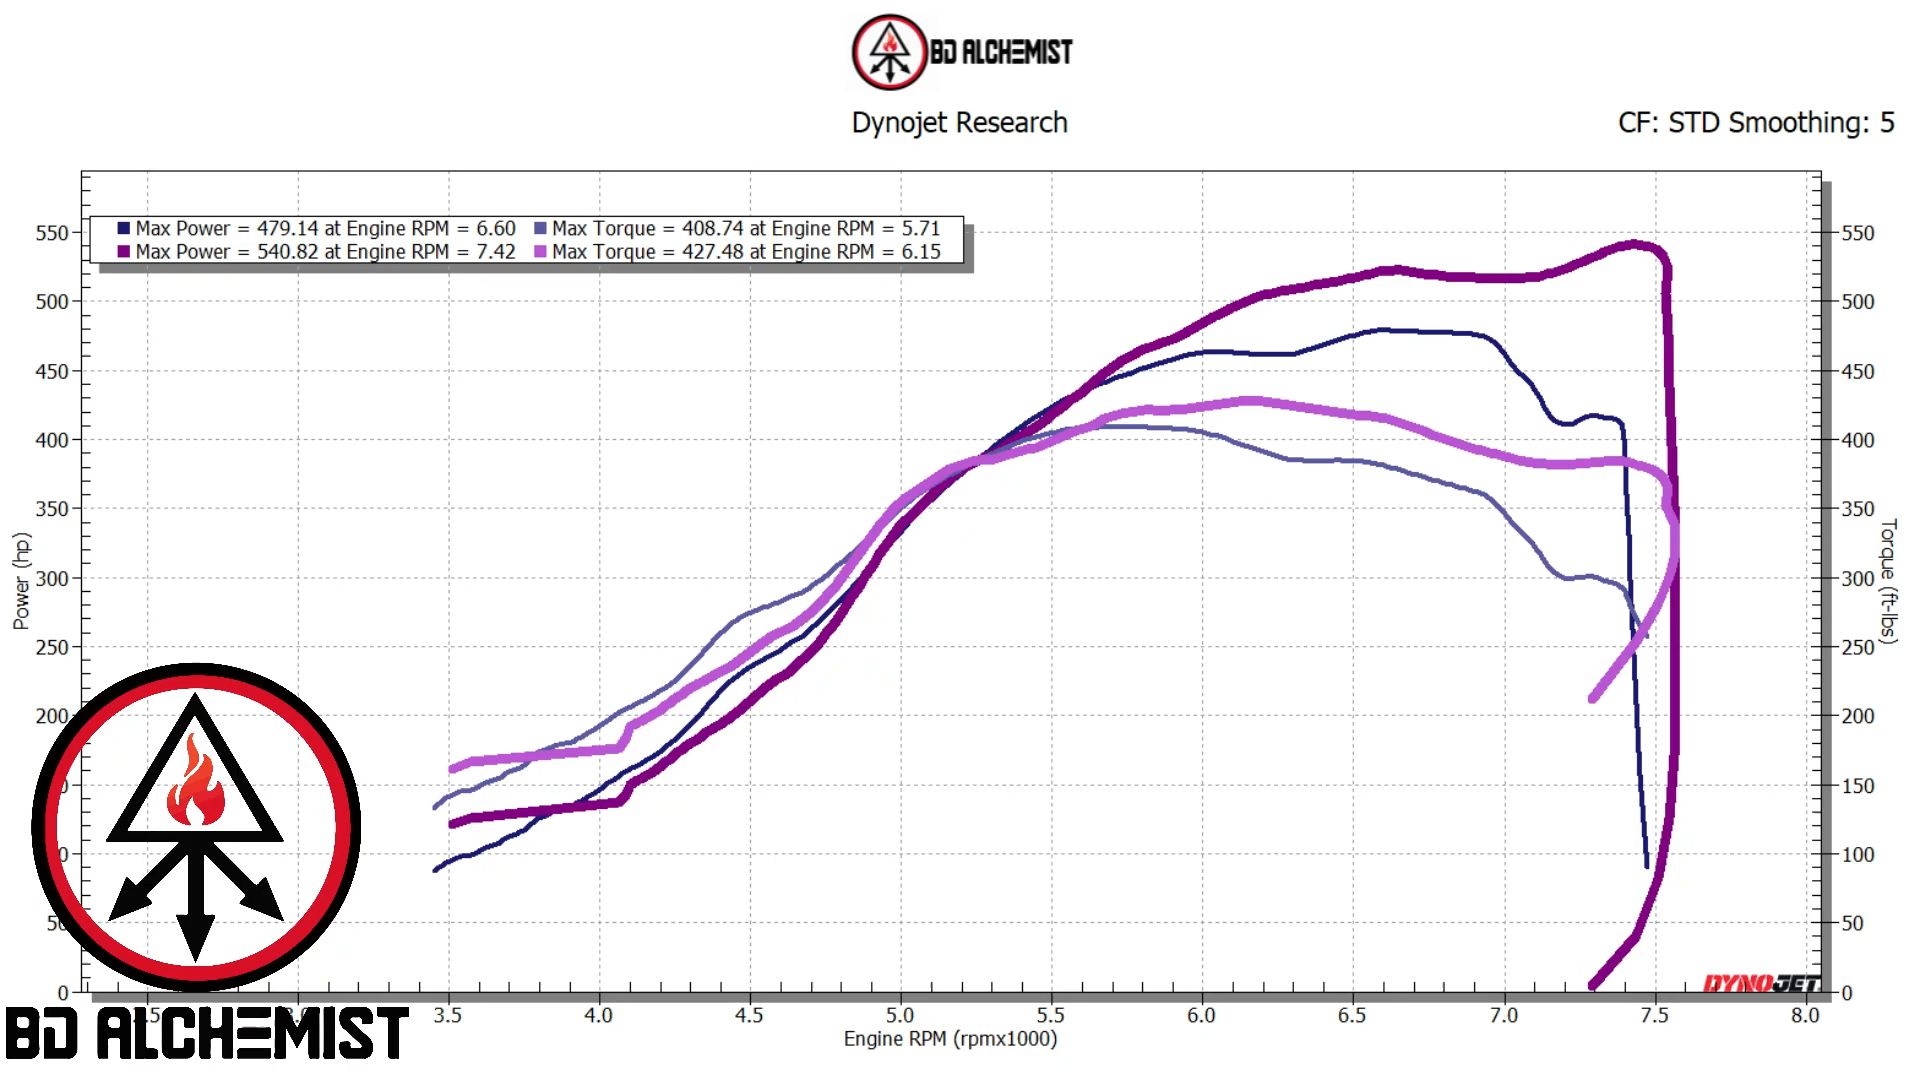 BD ALCHEMIST
Dynojet Research
CF: STD Smoothing: 5
Max Power = 479.14 at Engine RPM = 6.60 Max Torque = 408.74 at Engine RPM = 5.71
Max Power = 540.82 at Engine RPM = 7.42 Max Torque = 427.48 at Engine RPM = 6.15
550
500
450
400
350
300
250
200
50
0
Power (hp)
550
500
450
400
350
300
250
200
150
100
50
0
Torque (ft-lbs)
DYNOJET
3.5 4.0 4.5 5.0 5.5 6.0 6.5 7.0 7.5 8.0
Engine RPM (rpmx1000)
BD ALCHEMIST